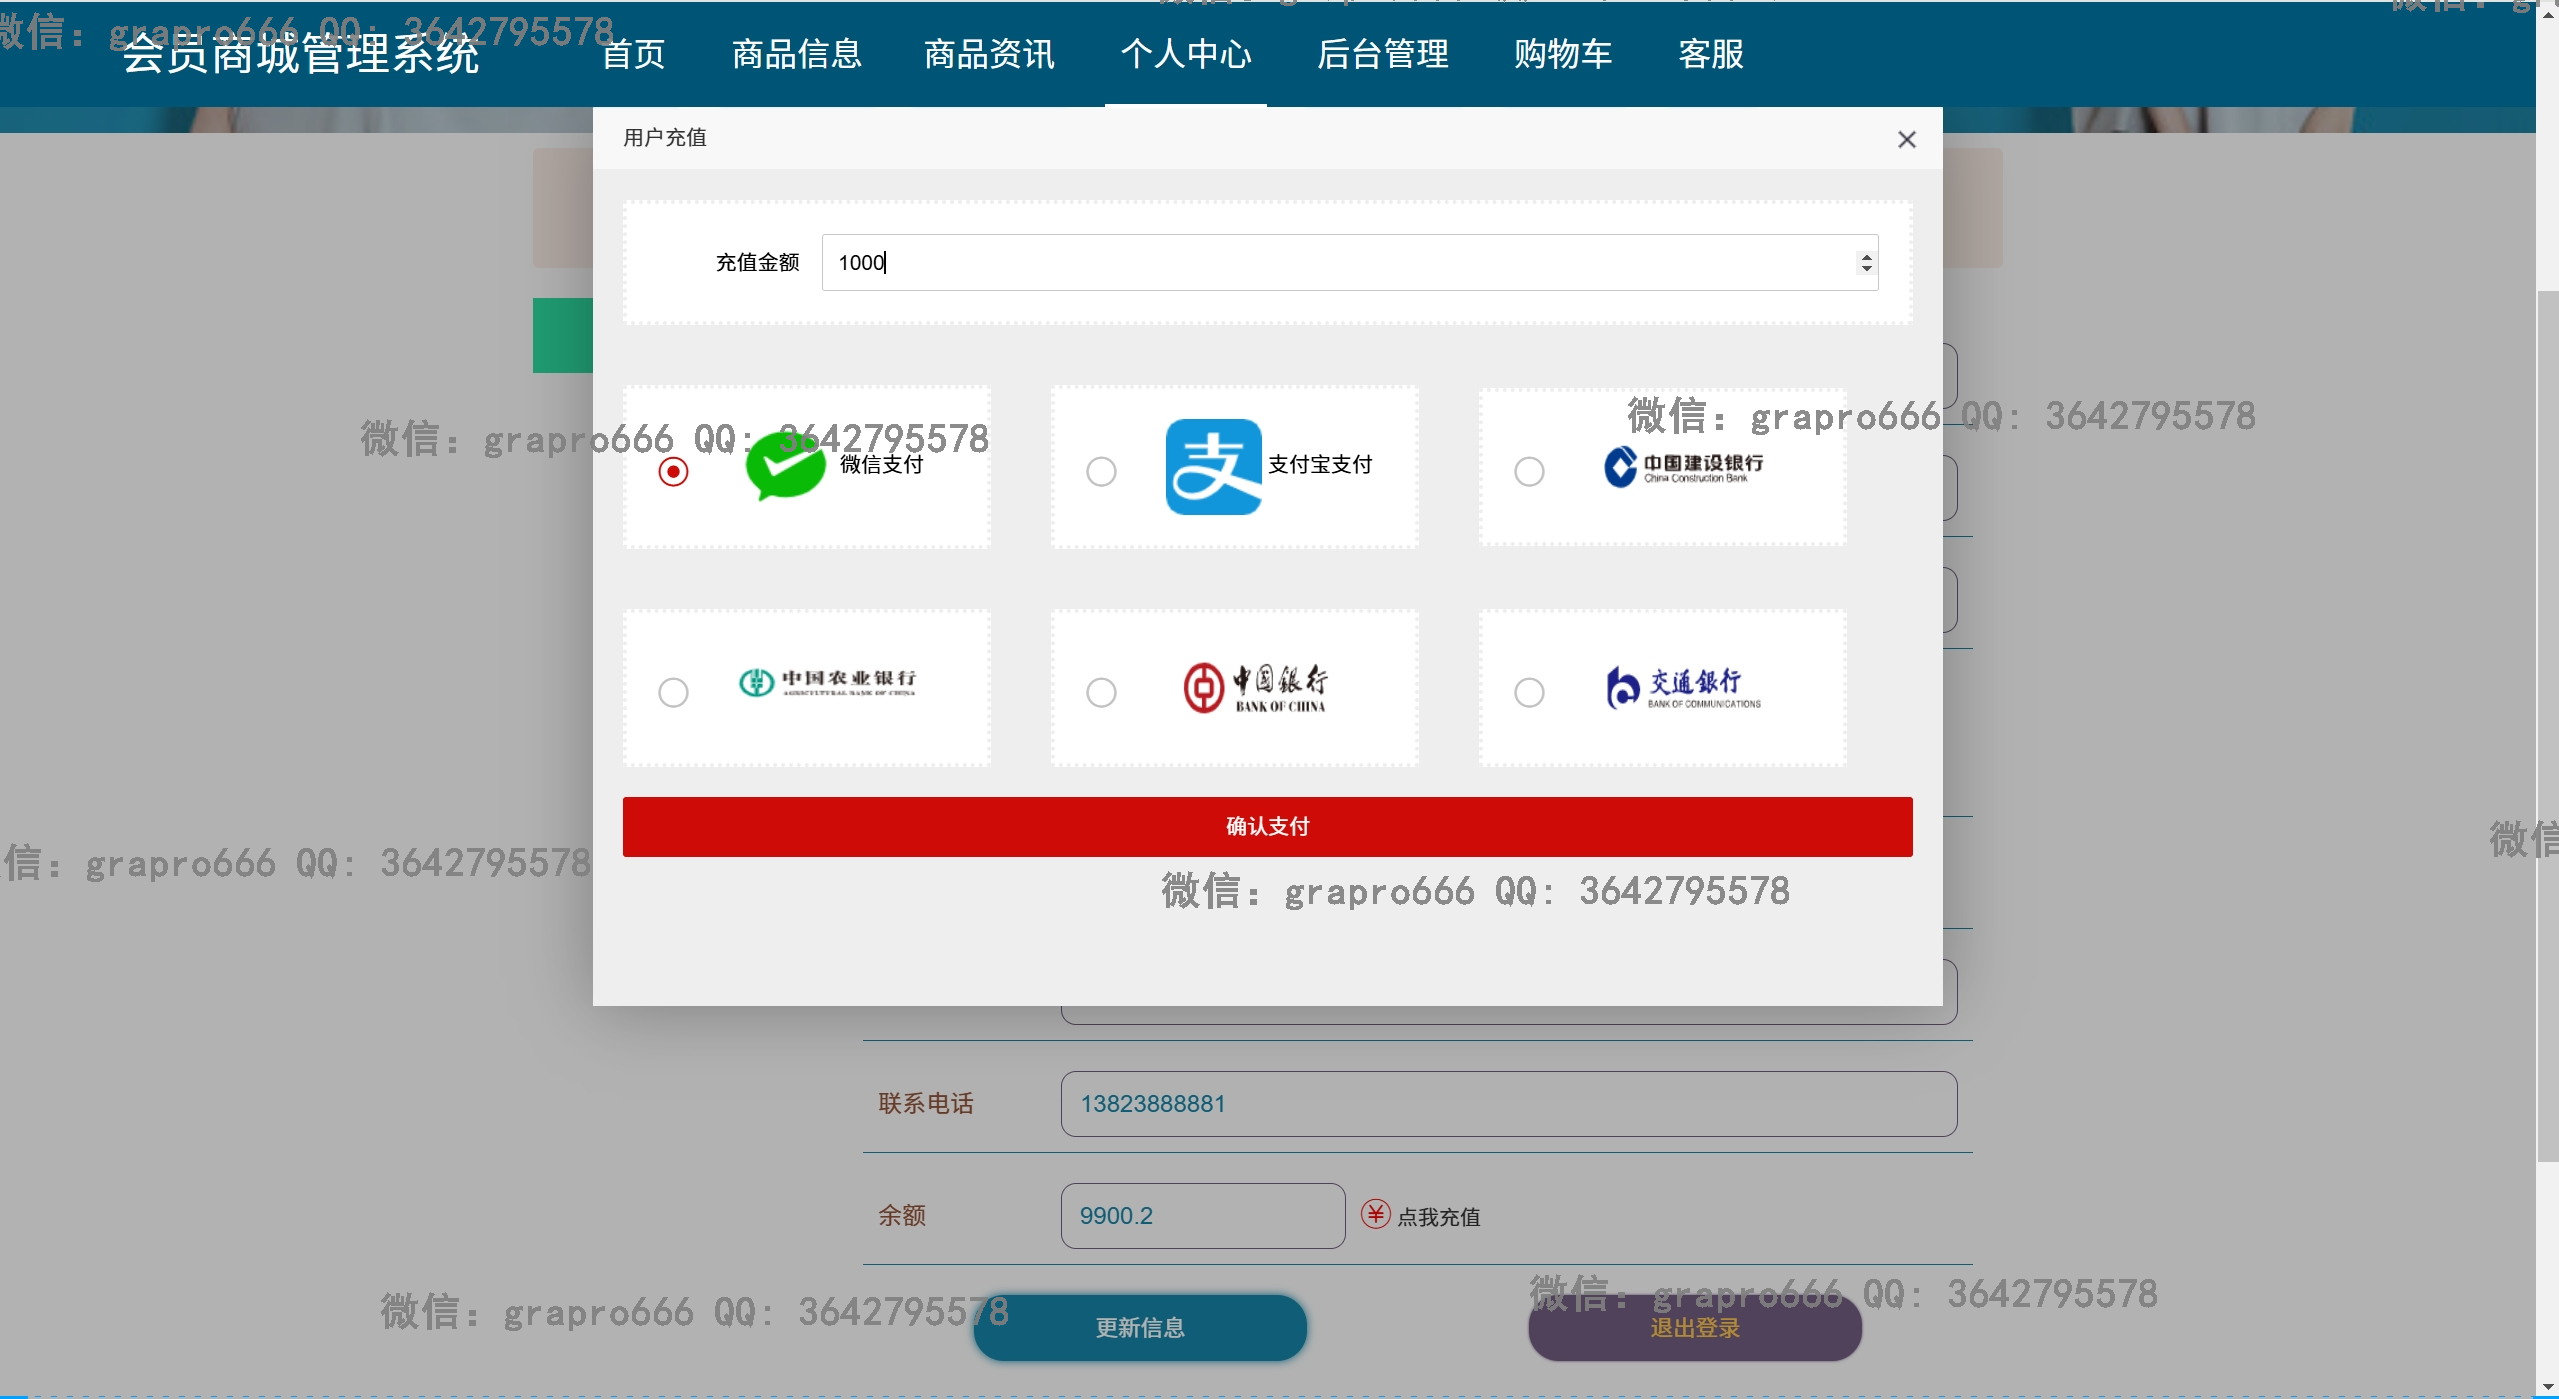 会员商城管理系统 首页 商品信息 商品资讯 个人中心 后台管理 购物车 客服
微信: grapro666 QQ: 3642795578
用户充值
充值金额 1000
微信: grapro666 QQ: 3642795578
微信: grapro666 QQ: 3642795578
微信支付 支付宝支付 中国建设银行
China Construction Bank
中国农业银行 中國銀行 交通銀行
AGRICULTURAL BANK OF CHINA BANK OF CHINA BANK OF COMMUNICATIONS
确认支付
信: grapro666 QQ: 3642795578
微信
微信: grapro666 QQ: 3642795578
联系电话 13823888881
余额 9900.2 点我充值
微信: grapro666 QQ: 3642795578
微信: grapro666 QQ: 3642795578
更新信息 退出登录